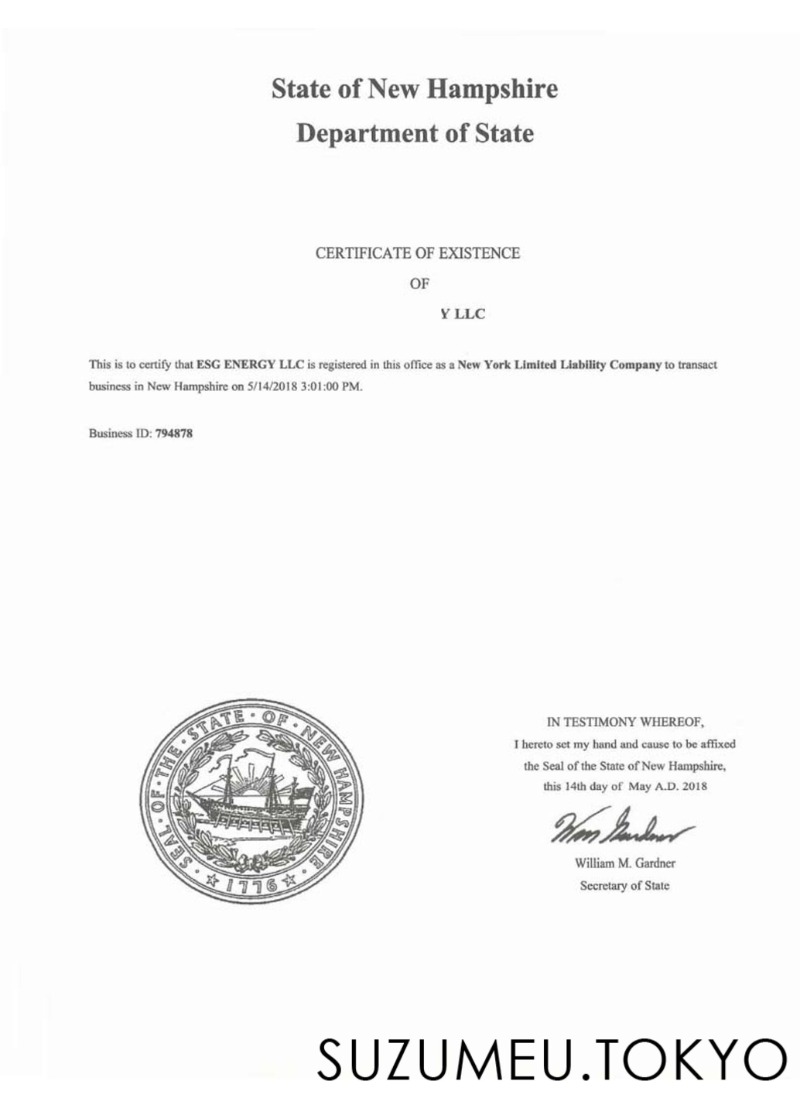 State of New Hampshire
Department of State
CERTIFICATE OF EXISTENCE
OF
Y LLC
This is to certify that ESG ENERGY LLC is registered in this office as a New York Limited Liability Company to transact
business in New Hampshire on 5/14/2018 3:01:00 PM.
Business ID: 794878
SEAL · OF · THE · STATE · OF · NEW HAMPSHIRE
1776
IN TESTIMONY WHEREOF,
I hereto set my hand and cause to be affixed
the Seal of the State of New Hampshire,
this 14th day of May A.D. 2018
Wm Gardner
William M. Gardner
Secretary of State
SUZUMEU.TOKYO